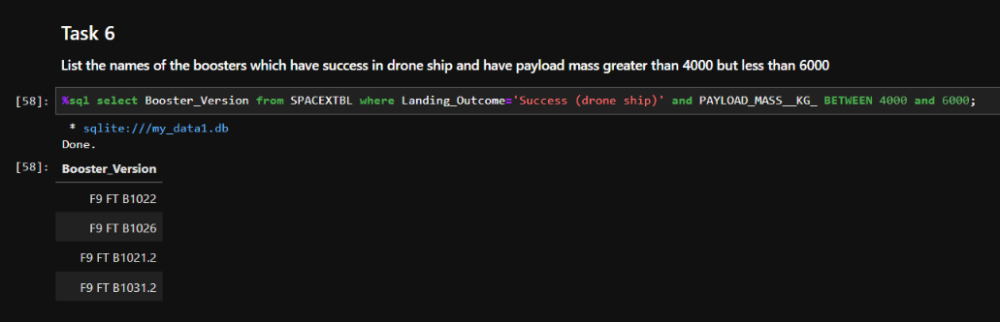 Task 6
List the names of the boosters which have success in drone ship and have payload mass greater than 4000 but less than 6000
[58]: %sql select Booster_Version from SPACEXTBL where Landing_Outcome='Success (drone ship)' and PAYLOAD_MASS__KG_ BETWEEN 4000 and 6000;
* sqlite:///my_data1.db
Done.
[58]: Booster_Version
F9 FT B1022
F9 FT B1026
F9 FT B1021.2
F9 FT B1031.2